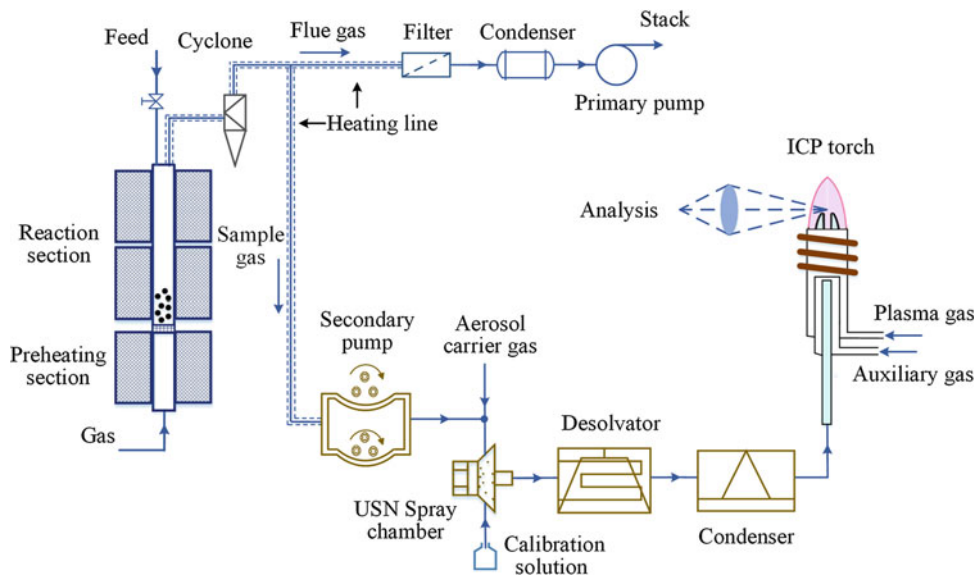 Feed
Cyclone
Flue gas
Filter
Condenser
Stack
Primary pump
Heating line
ICP torch
Analysis
Reaction
section
Sample
gas
Plasma gas
Auxiliary gas
Preheating
section
Secondary
pump
Aerosol
carrier gas
Gas
Desolvator
USN Spray
chamber
Calibration
solution
Condenser